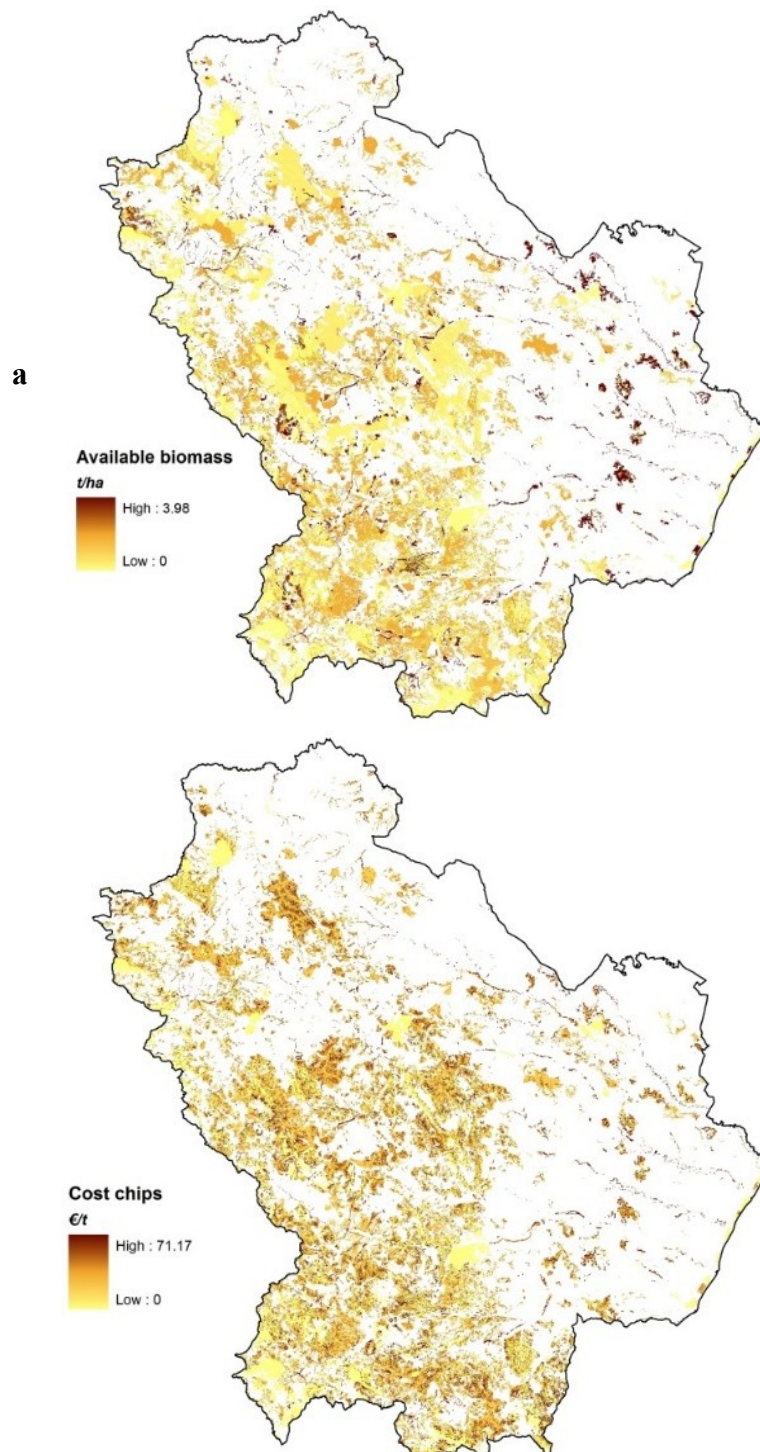 a
Available biomass
t/ha
High : 3.98
Low : 0
Cost chips
€/t
High : 71.17
Low : 0